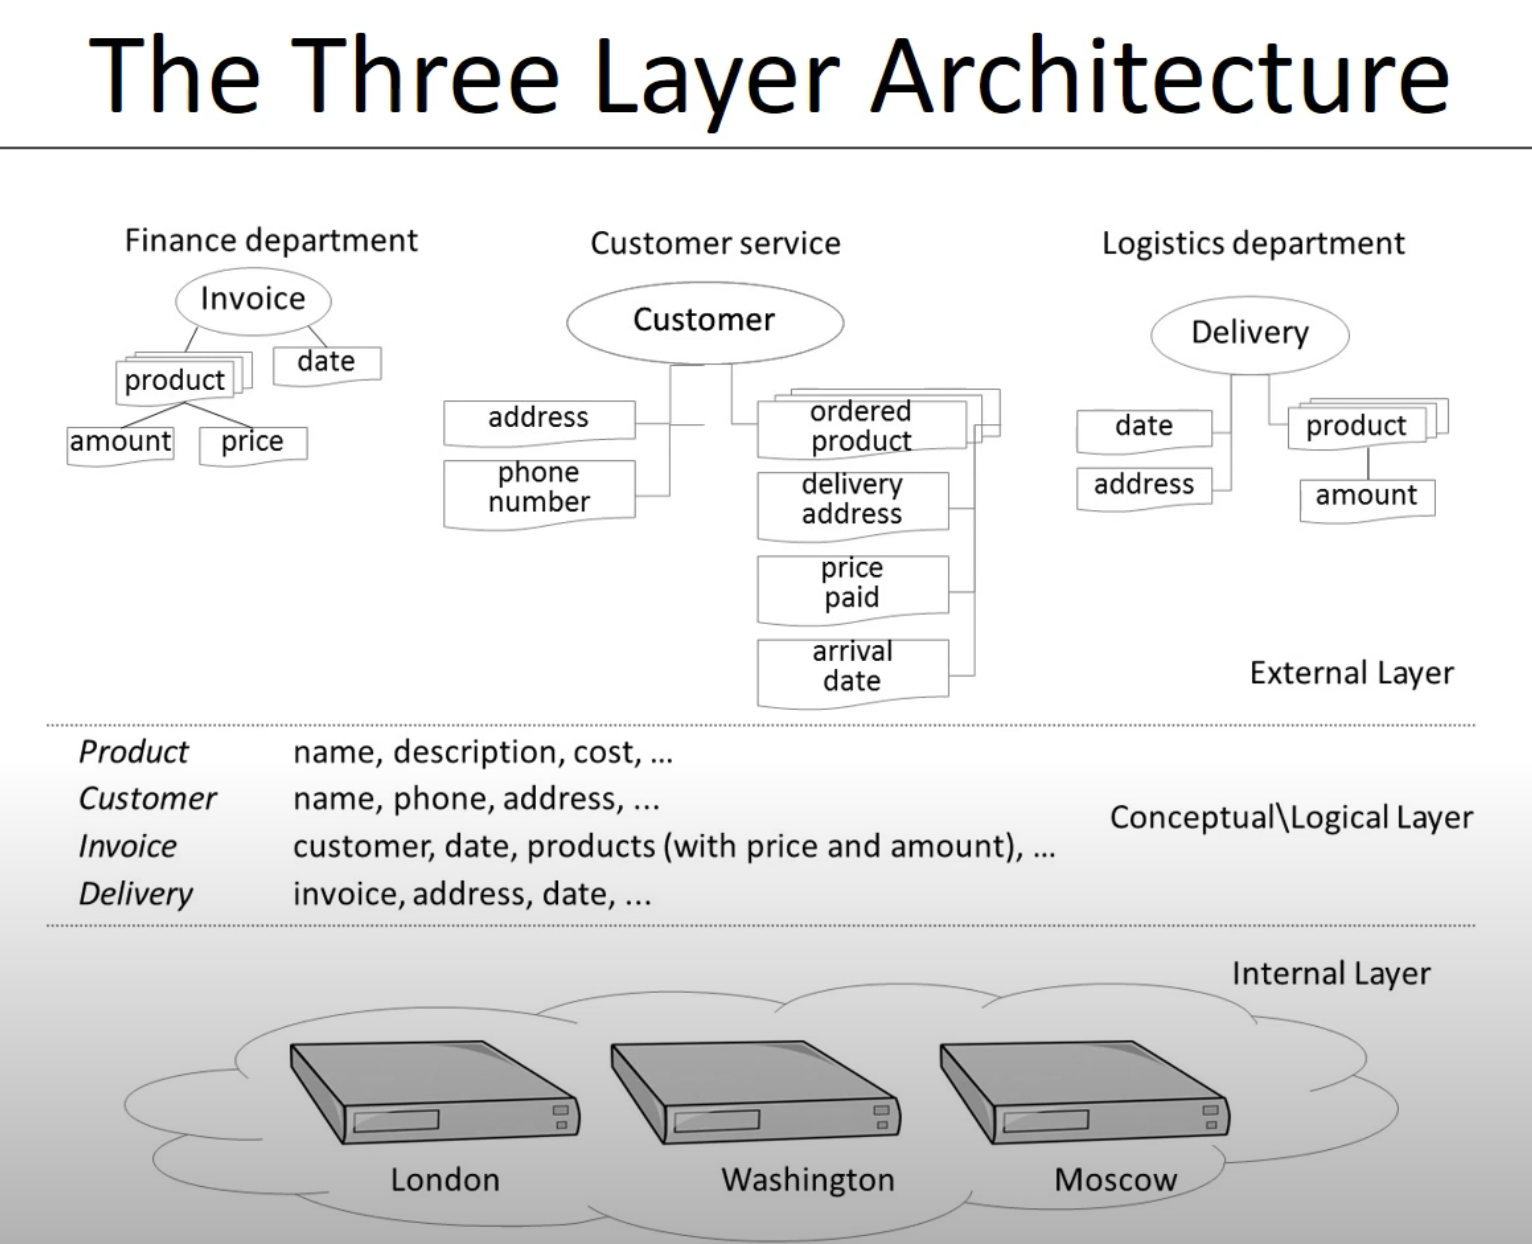 The Three Layer Architecture
Finance department
Invoice
product
date
amount
price
Customer service
Customer
address
phone
number
ordered
product
delivery
address
price
paid
arrival
date
Logistics department
Delivery
date
address
product
amount
External Layer
Product name, description, cost, ...
Customer name, phone, address, ...
Invoice customer, date, products (with price and amount), ...
Delivery invoice, address, date, ...
Conceptual\Logical Layer
Internal Layer
London
Washington
Moscow